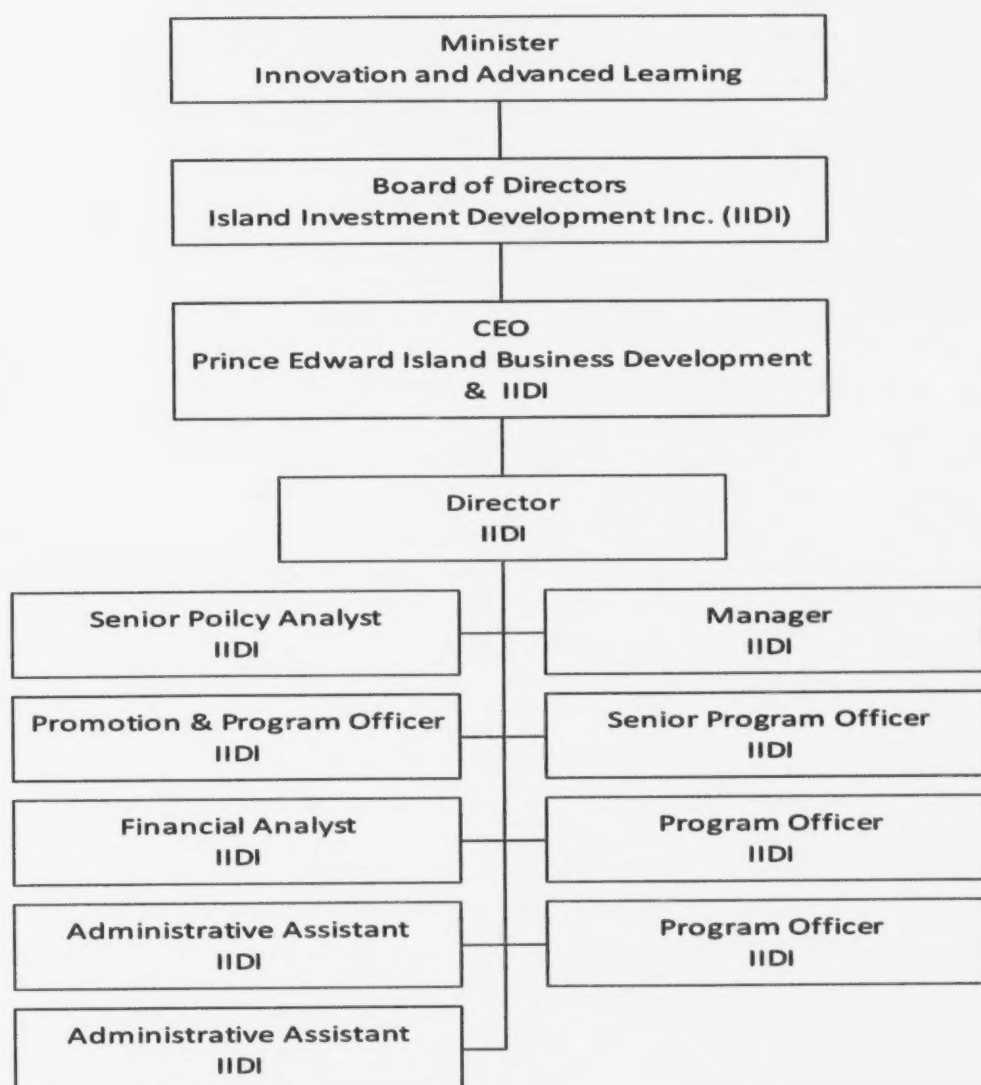 Minister
Innovation and Advanced Learning
Board of Directors
Island Investment Development Inc. (IIDI)
CEO
Prince Edward Island Business Development
& IIDI
Director
IIDI
Senior Poilcy Analyst
IIDI
Manager
IIDI
Promotion & Program Officer
IIDI
Senior Program Officer
IIDI
Financial Analyst
IIDI
Program Officer
IIDI
Administrative Assistant
IIDI
Program Officer
IIDI
Administrative Assistant
IIDI